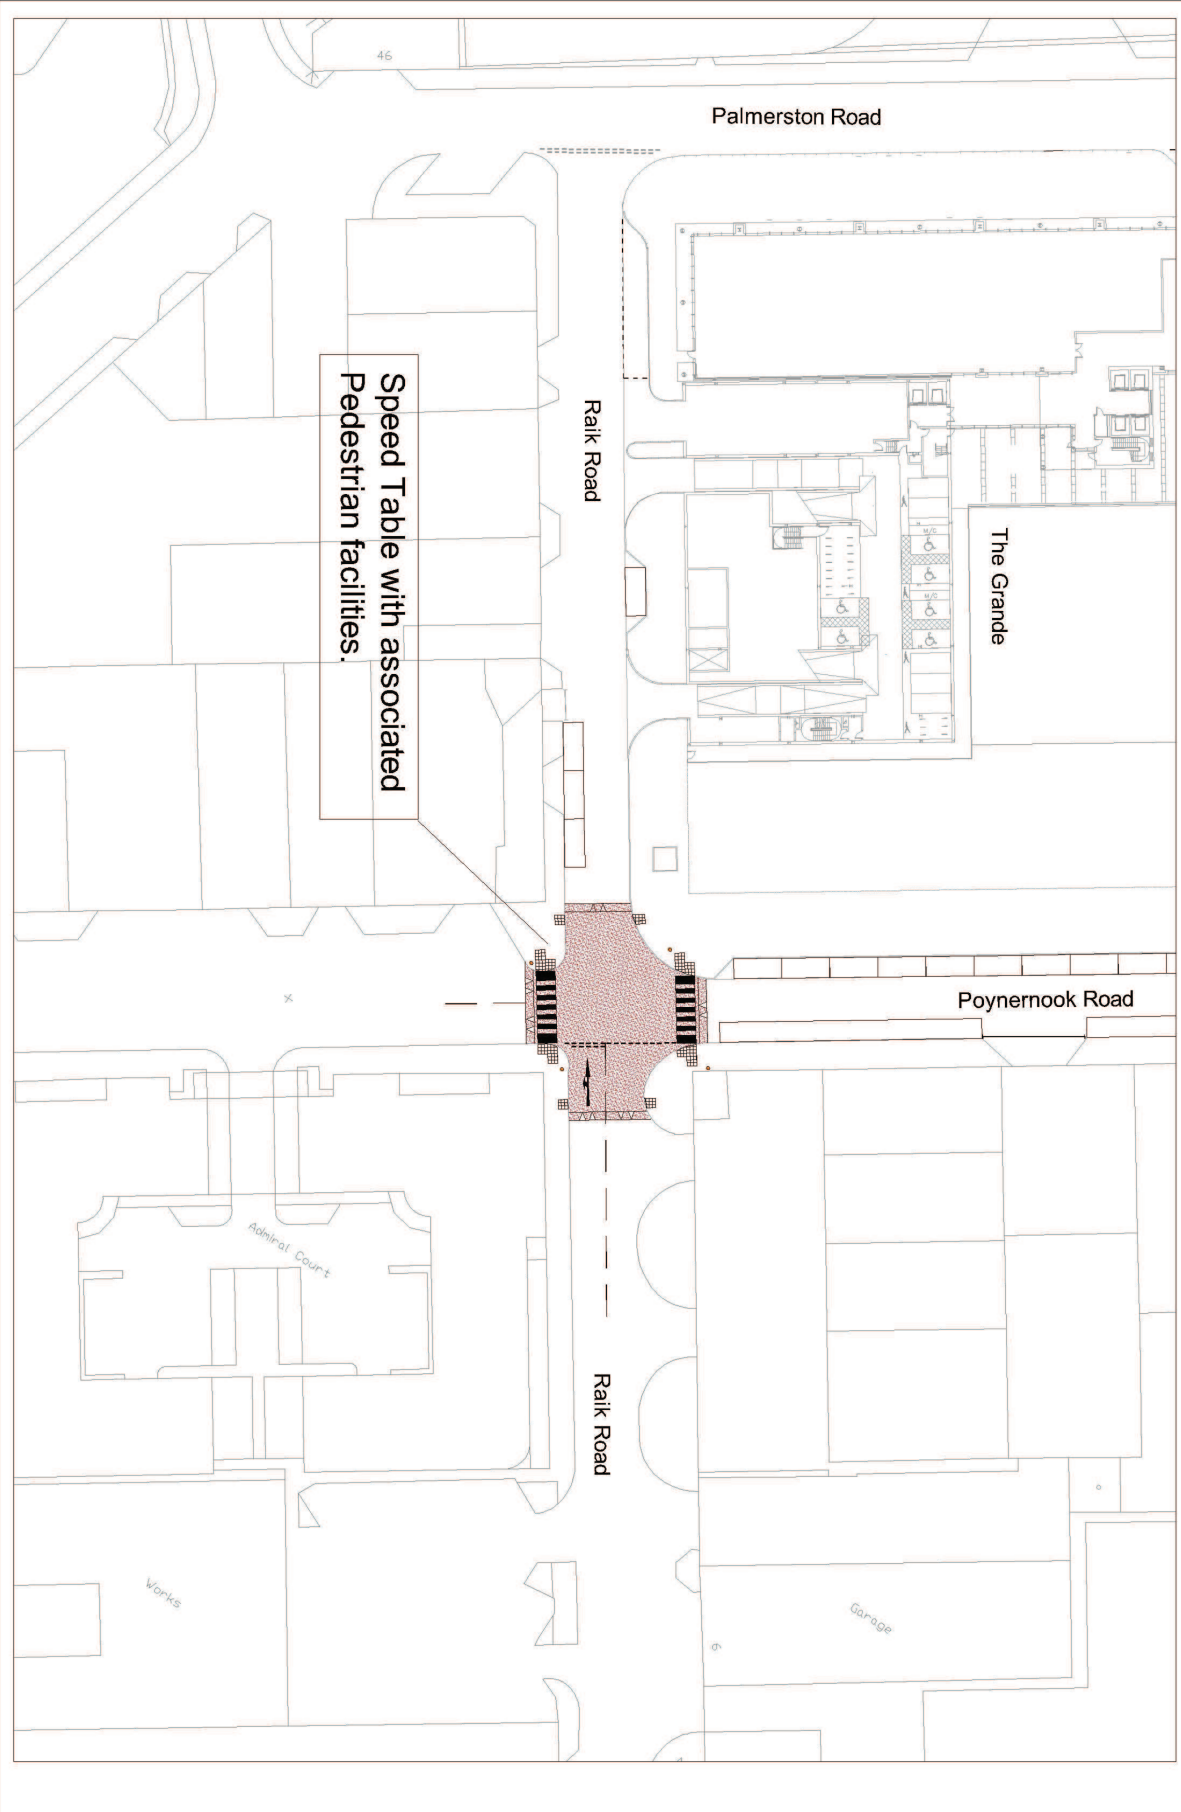 46
Palmerston Road
Raik Road
The Grande
M/C
M/C
Speed Table with associated
Pedestrian facilities.
Poynernook Road
Admiral Court
Raik Road
Works
Garage
6